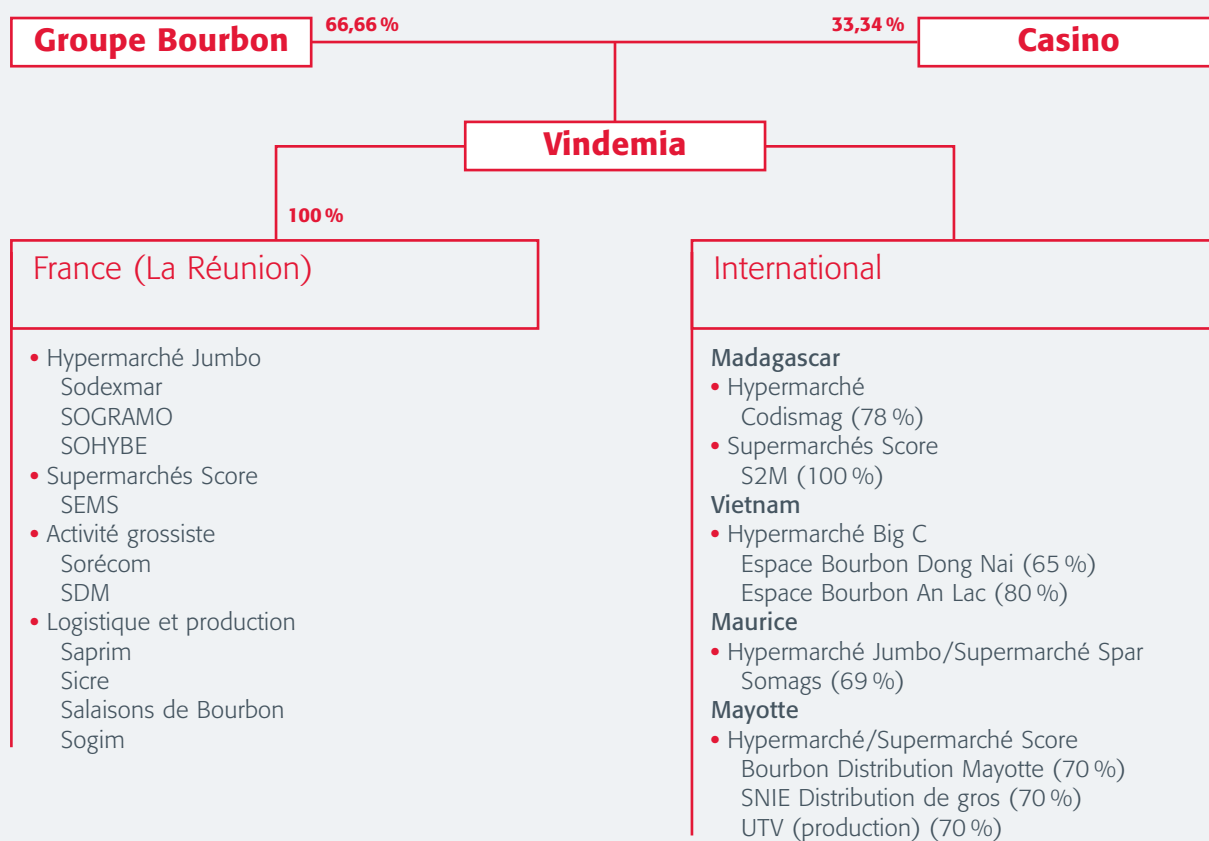 Groupe Bourbon
66,66 %
33,34 %
Casino
Vindemia
100 %
France (La Réunion)
• Hypermarché Jumbo
Sodexmar
SOGRAMO
SOHYBE
• Supermarchés Score
SEMS
• Activité grossiste
Sorécom
SDM
• Logistique et production
Saprim
Sicre
Salaisons de Bourbon
Sogim
International
Madagascar
• Hypermarché
Codismag (78 %)
• Supermarchés Score
S2M (100 %)
Vietnam
• Hypermarché Big C
Espace Bourbon Dong Nai (65 %)
Espace Bourbon An Lac (80 %)
Maurice
• Hypermarché Jumbo/Supermarché Spar
Somags (69 %)
Mayotte
• Hypermarché/Supermarché Score
Bourbon Distribution Mayotte (70 %)
SNIE Distribution de gros (70 %)
UTV (production) (70 %)